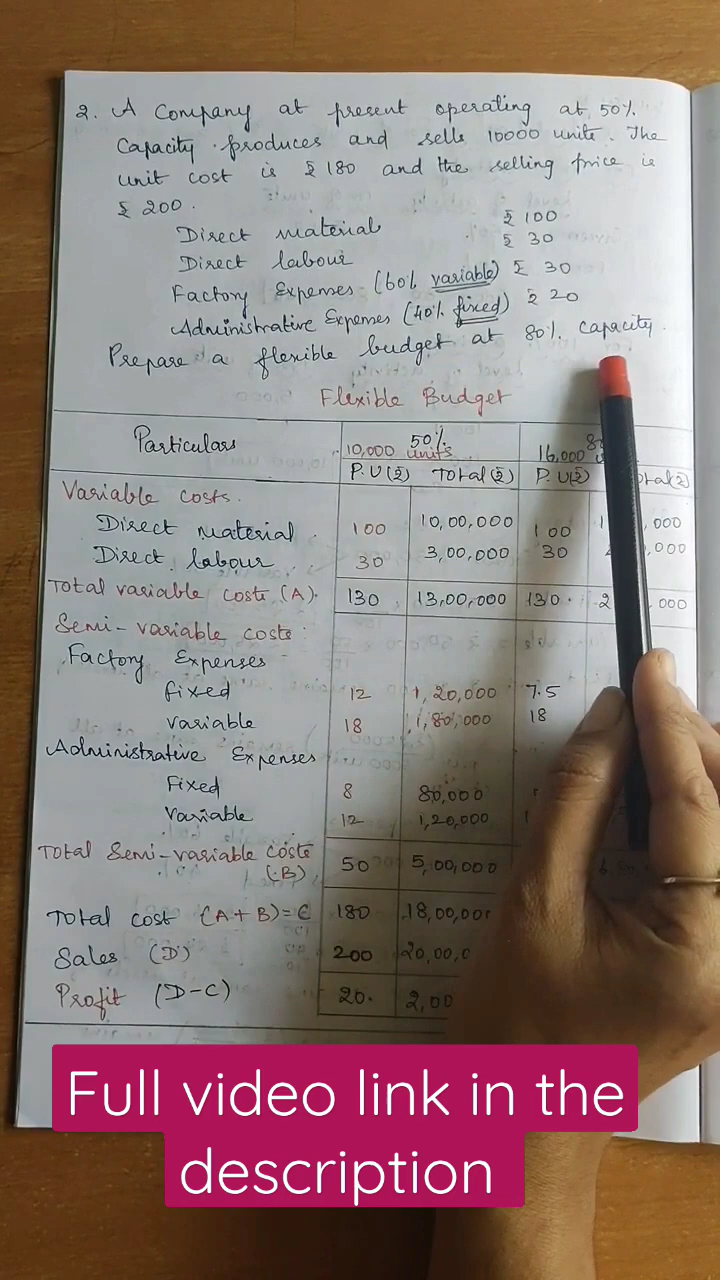 2. A Company at present operating at 50%
Capacity produces and sells 10000 units. The
unit cost is ₹ 180 and the selling price is
₹ 200.
Direct material ₹ 100
Direct labour ₹ 30
Factory Expenses (60% variable) ₹ 30
Administrative Expenses (40% fixed) ₹ 20
Prepare a flexible budget at 80% capacity.
Flexible Budget
Particulars 50%
10,000 units 16,000
P.U(₹) Total(₹) P.U(₹)
Variable costs.
Direct material. 100 10,00,000 100
Direct labour 30 3,00,000 30
Total variable costs (A). 130 13,00,000 130
Semi-variable costs:
Factory Expenses
fixed 12 1,20,000 7.5
variable 18 1,80,000 18
Administrative Expenses
Fixed 8 80,000
Variable 12 1,20,000
Total Semi-variable costs
(B) 50 5,00,000
Total cost (A+B)=C 180 18,00,00
Sales (D) 200 20,00,0
Profit (D-C) 20. 2,00
Full video link in the
description